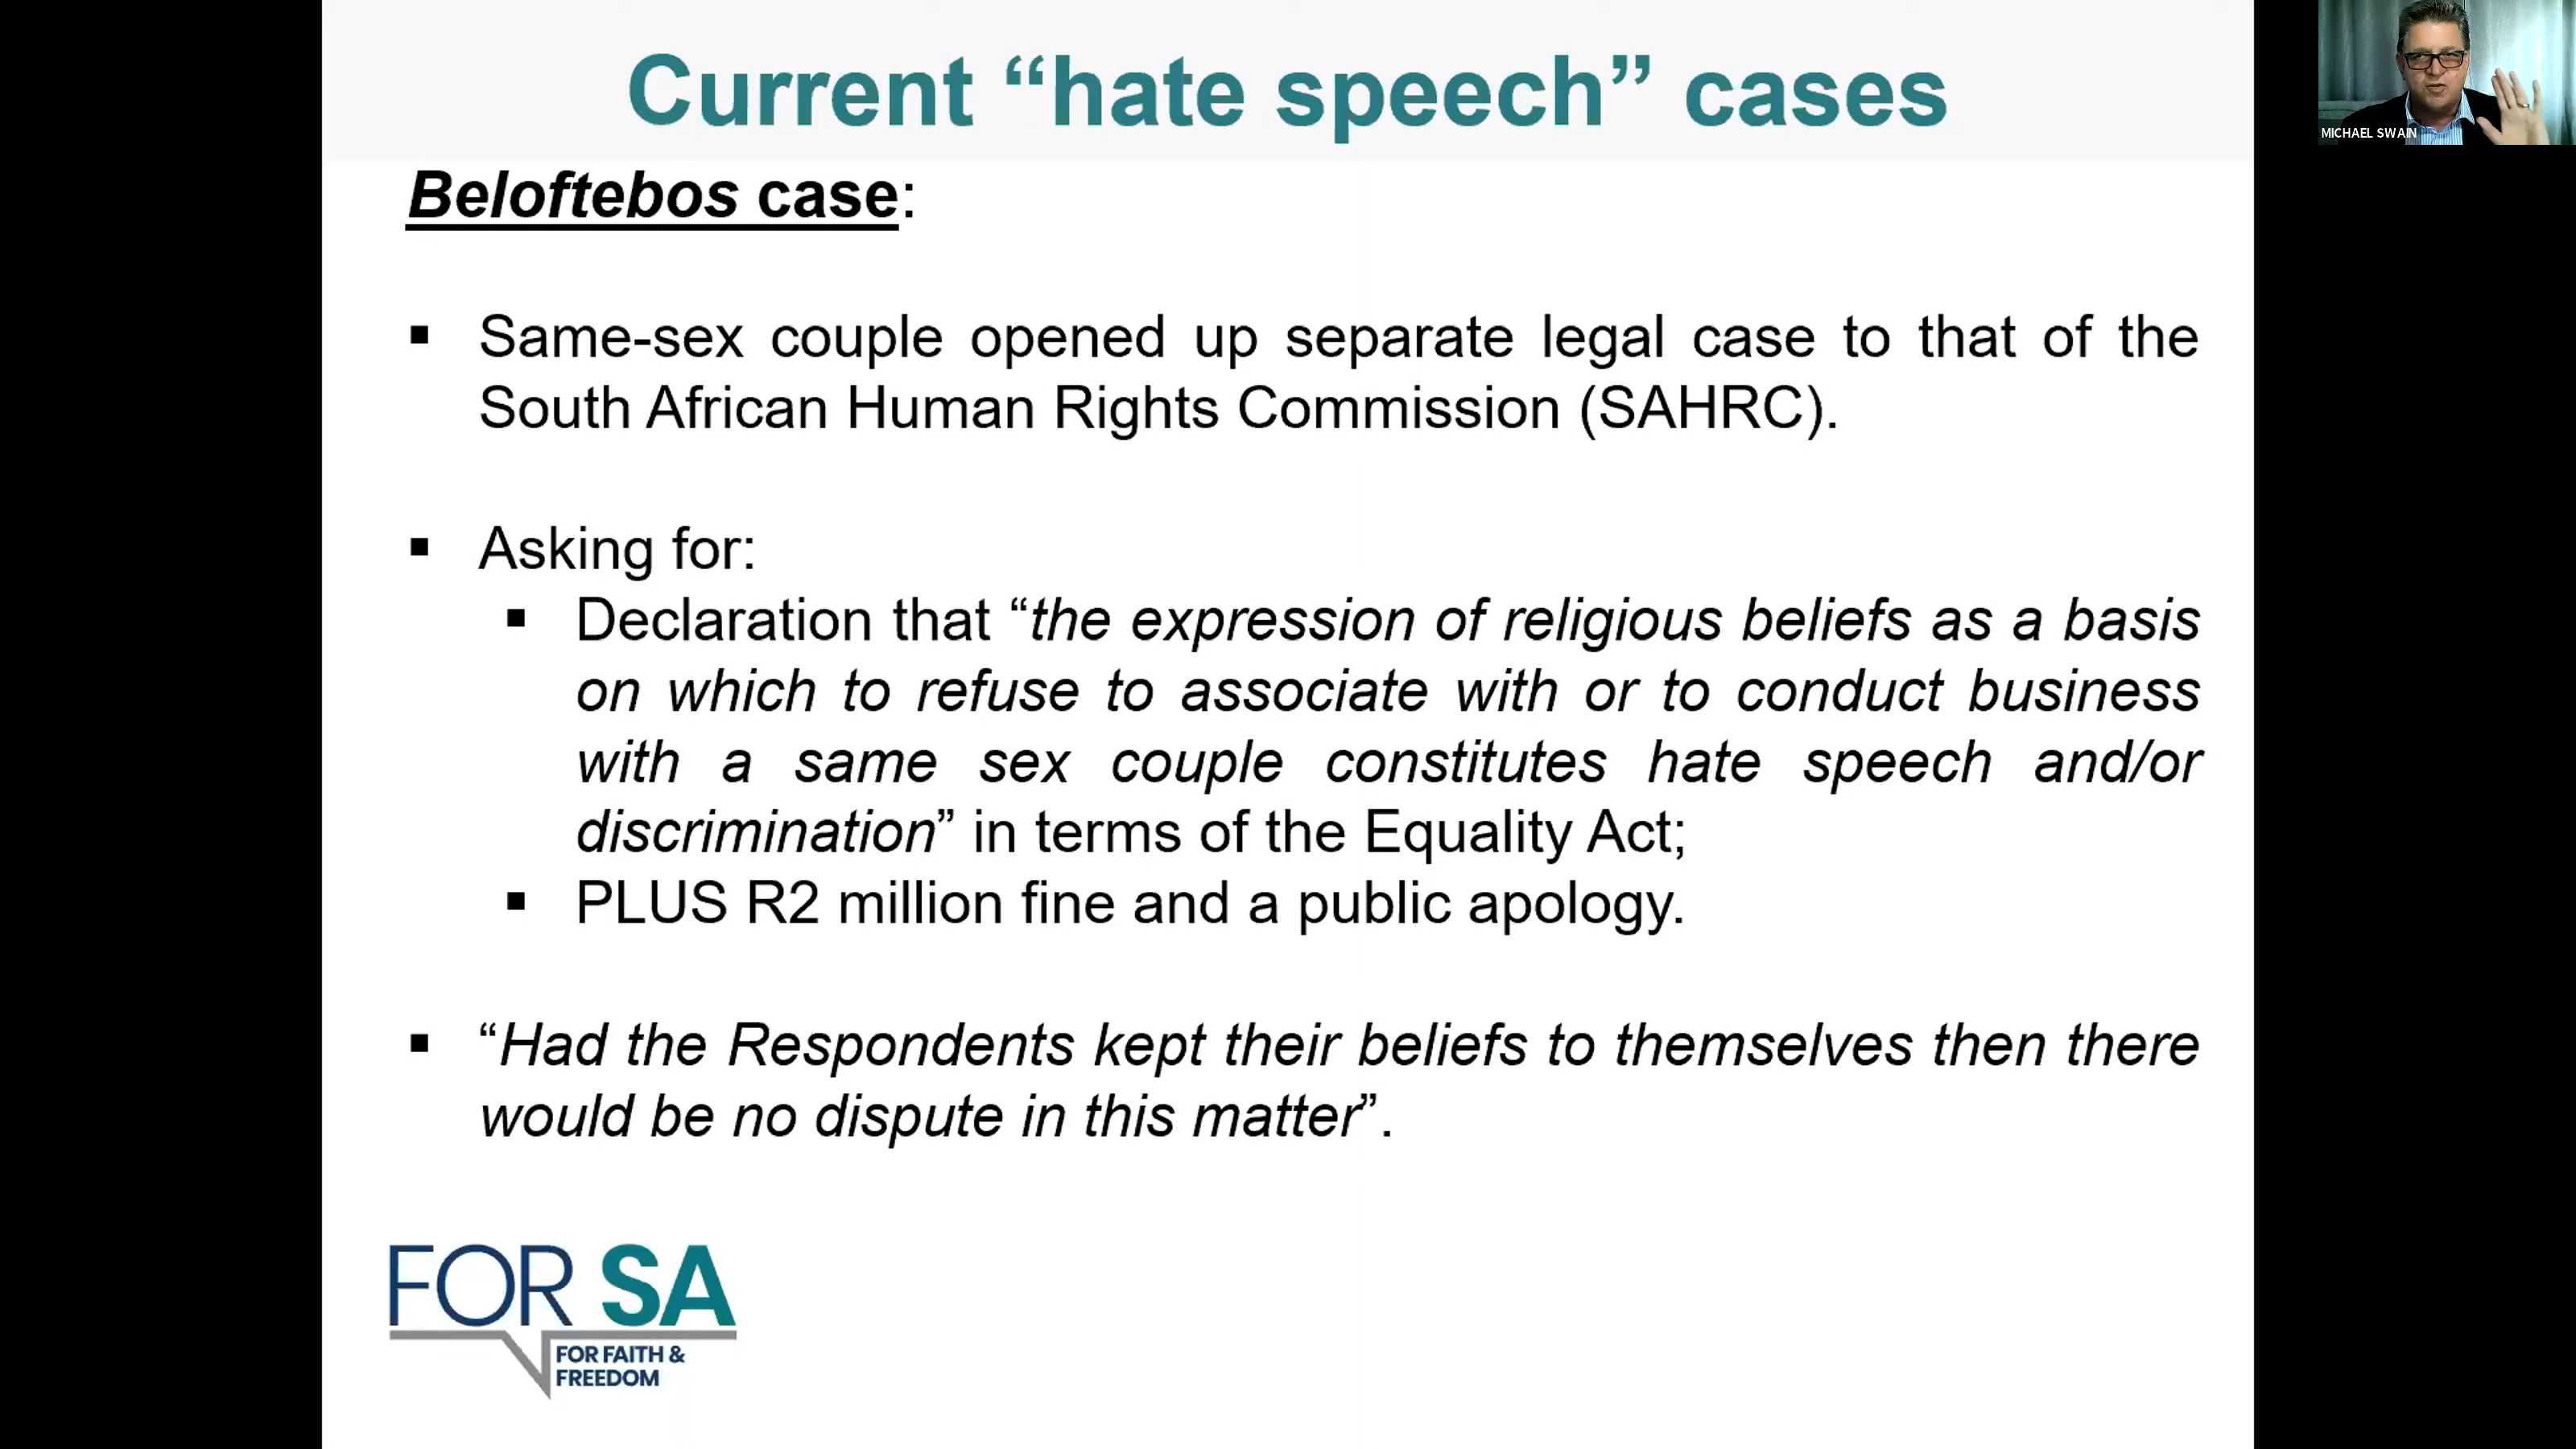 Current “hate speech” cases
MICHAEL SWAIN
Beloftebos case:
▪ Same-sex couple opened up separate legal case to that of the
South African Human Rights Commission (SAHRC).
▪ Asking for:
▪ Declaration that “the expression of religious beliefs as a basis
on which to refuse to associate with or to conduct business
with a same sex couple constitutes hate speech and/or
discrimination” in terms of the Equality Act;
▪ PLUS R2 million fine and a public apology.
▪ “Had the Respondents kept their beliefs to themselves then there
would be no dispute in this matter”.
FOR SA
FOR FAITH &
FREEDOM